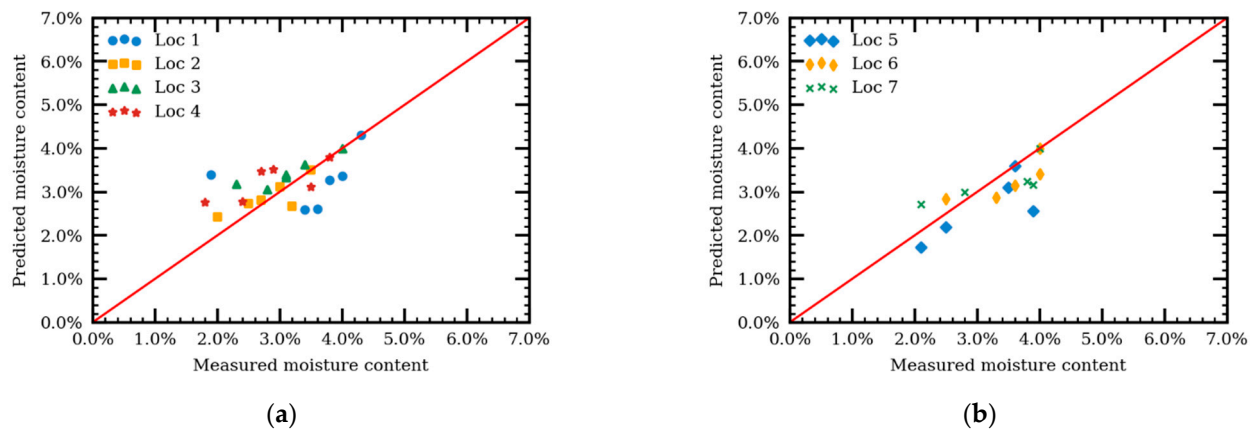 7.0%
6.0%
5.0%
4.0%
3.0%
2.0%
1.0%
0.0%
Predicted moisture content
Loc 1
Loc 2
Loc 3
Loc 4
0.0% 1.0% 2.0% 3.0% 4.0% 5.0% 6.0% 7.0%
Measured moisture content
(a)
7.0%
6.0%
5.0%
4.0%
3.0%
2.0%
1.0%
0.0%
Predicted moisture content
Loc 5
Loc 6
Loc 7
0.0% 1.0% 2.0% 3.0% 4.0% 5.0% 6.0% 7.0%
Measured moisture content
(b)